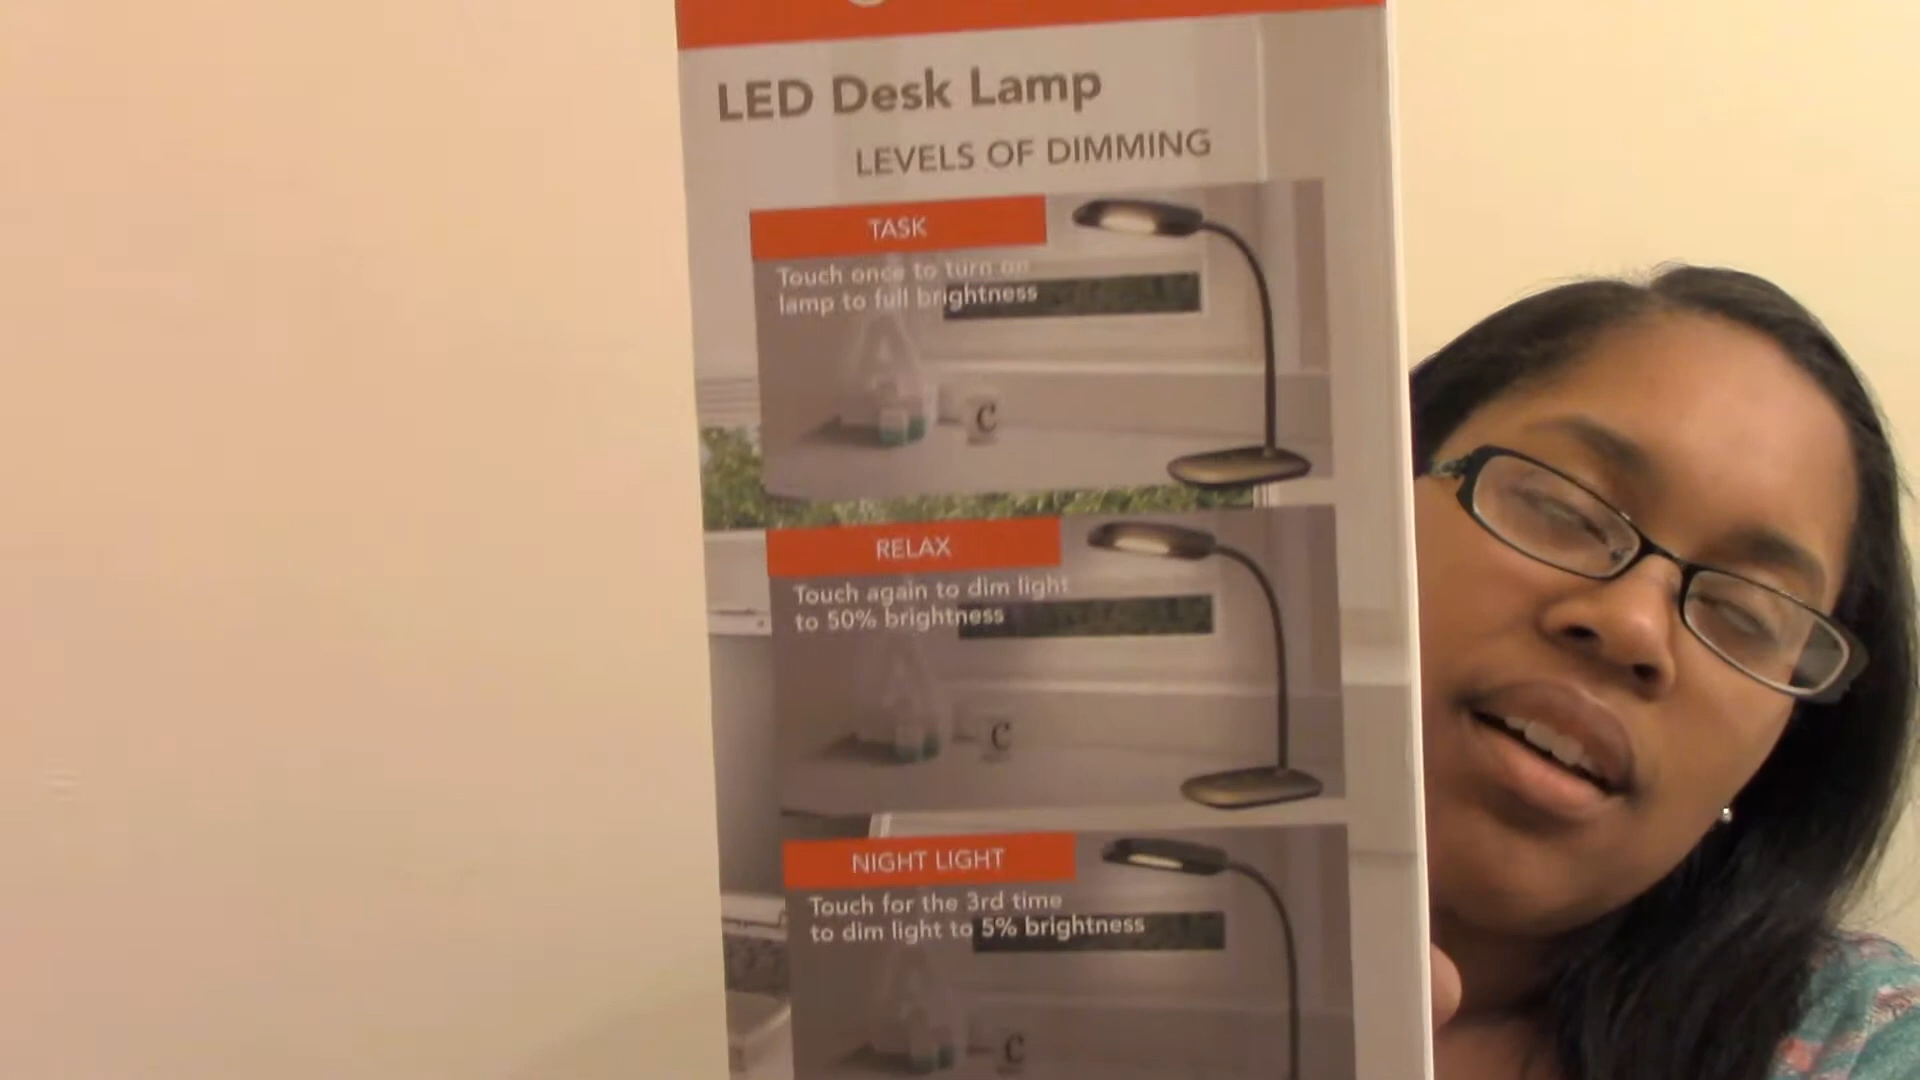 LED Desk Lamp
LEVELS OF DIMMING
TASK
Touch once to turn on
lamp to full brightness
C
RELAX
Touch again to dim light
to 50% brightness
C
NIGHT LIGHT
Touch for the 3rd time
to dim light to 5% brightness
C